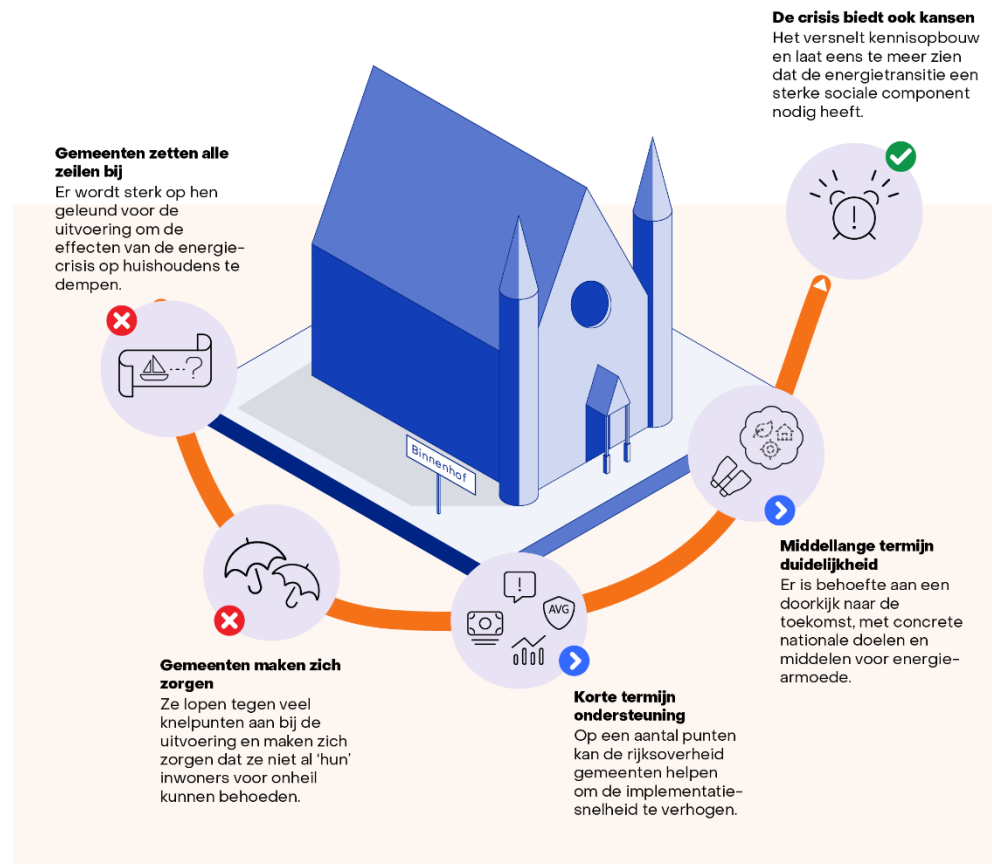 Gemeenten zetten alle
zeilen bij
Er wordt sterk op hen
geleund voor de
uitvoering om de
effecten van de energie-
crisis op huishoudens te
dempen.
?
Gemeenten maken zich
zorgen
Ze lopen tegen veel
knelpunten aan bij de
uitvoering en maken zich
zorgen dat ze niet al ‘hun’
inwoners voor onheil
kunnen behoeden.
Binnenhof
!
AVG
Korte termijn
ondersteuning
Op een aantal punten
kan de rijksoverheid
gemeenten helpen
om de implementatie-
snelheid te verhogen.
Middellange termijn
duidelijkheid
Er is behoefte aan een
doorkijk naar de
toekomst, met concrete
nationale doelen en
middelen voor energie-
armoede.
De crisis biedt ook kansen
Het versnelt kennisopbouw
en laat eens te meer zien
dat de energietransitie een
sterke sociale component
nodig heeft.
!